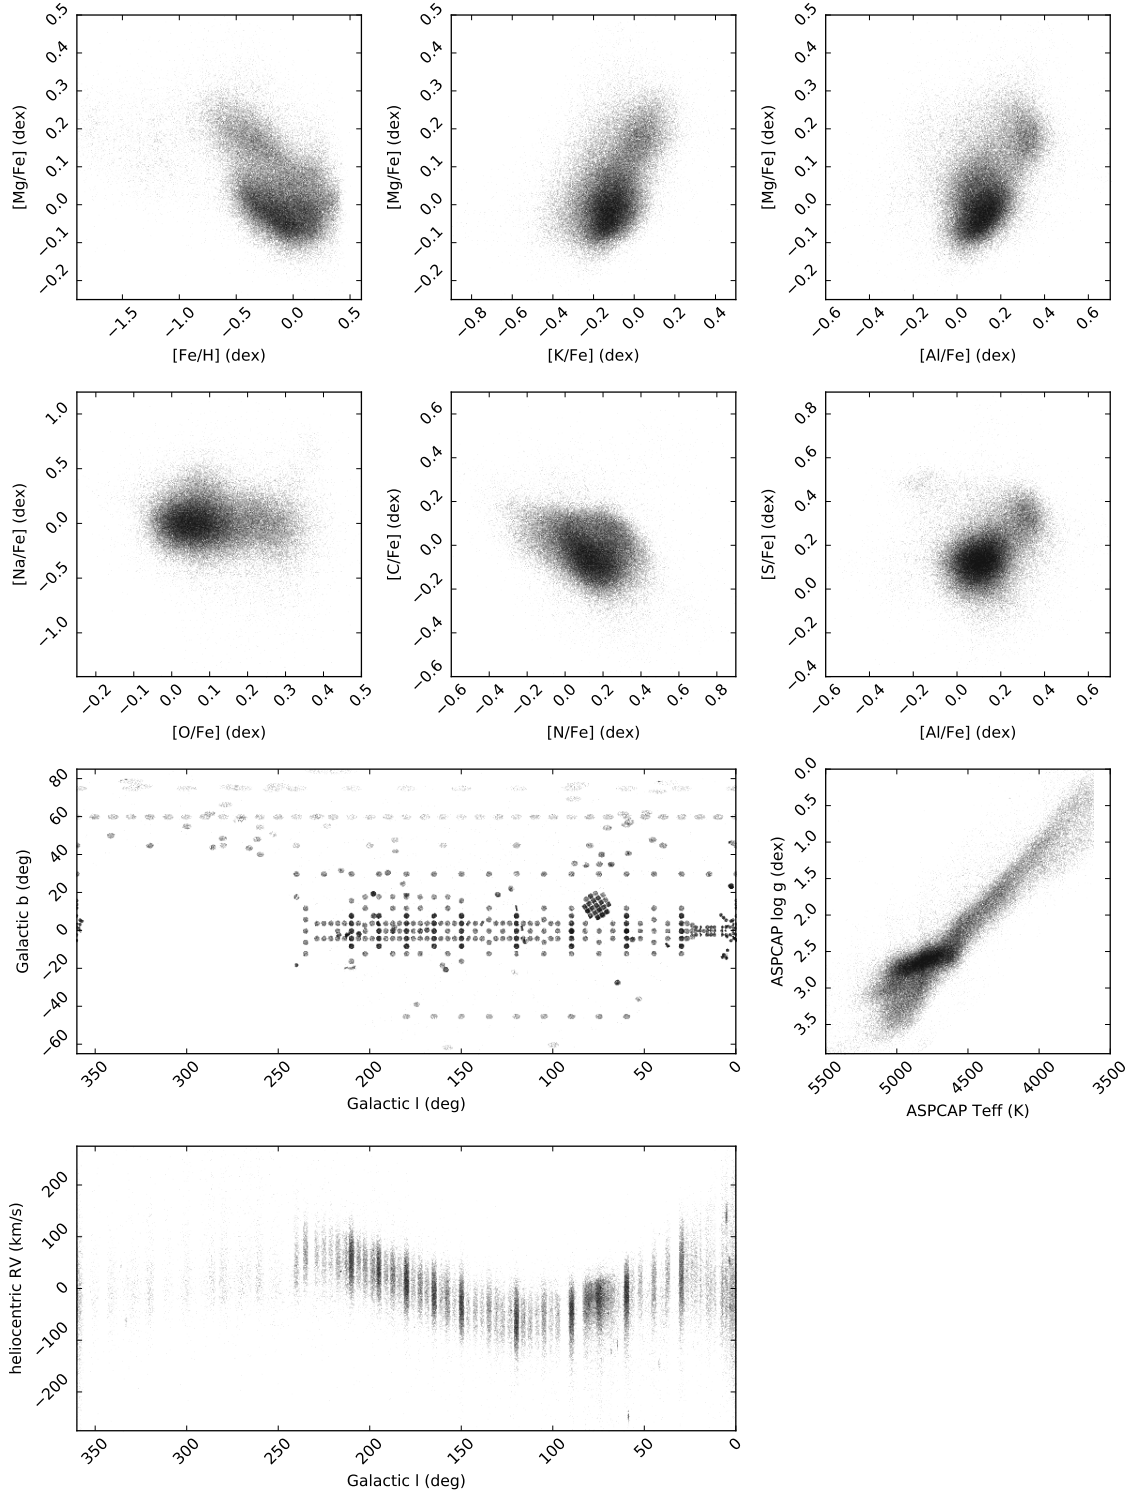 [Mg/Fe] (dex)
0.5
0.4
0.3
0.2
0.1
0.0
−0.1
−0.2
−1.5 −1.0 −0.5 0.0 0.5
[Fe/H] (dex)
[Mg/Fe] (dex)
0.5
0.4
0.3
0.2
0.1
0.0
−0.1
−0.2
−0.8 −0.6 −0.4 −0.2 0.0 0.2 0.4
[K/Fe] (dex)
[Mg/Fe] (dex)
0.5
0.4
0.3
0.2
0.1
0.0
−0.1
−0.2
−0.6 −0.4 −0.2 0.0 0.2 0.4 0.6
[Al/Fe] (dex)
[Na/Fe] (dex)
1.0
0.5
0.0
−0.5
−1.0
−0.2 −0.1 0.0 0.1 0.2 0.3 0.4 0.5
[O/Fe] (dex)
[C/Fe] (dex)
0.6
0.4
0.2
0.0
−0.2
−0.4
−0.6
−0.6 −0.4 −0.2 0.0 0.2 0.4 0.6 0.8
[N/Fe] (dex)
[S/Fe] (dex)
0.8
0.6
0.4
0.2
0.0
−0.2
−0.4
−0.6 −0.4 −0.2 0.0 0.2 0.4 0.6
[Al/Fe] (dex)
Galactic b (deg)
80
60
40
20
0
−20
−40
−60
350 300 250 200 150 100 50 0
Galactic l (deg)
ASPCAP log g (dex)
0.0
0.5
1.0
1.5
2.0
2.5
3.0
3.5
5500 5000 4500 4000 3500
ASPCAP Teff (K)
heliocentric RV (km/s)
200
100
0
−100
−200
350 300 250 200 150 100 50 0
Galactic l (deg)